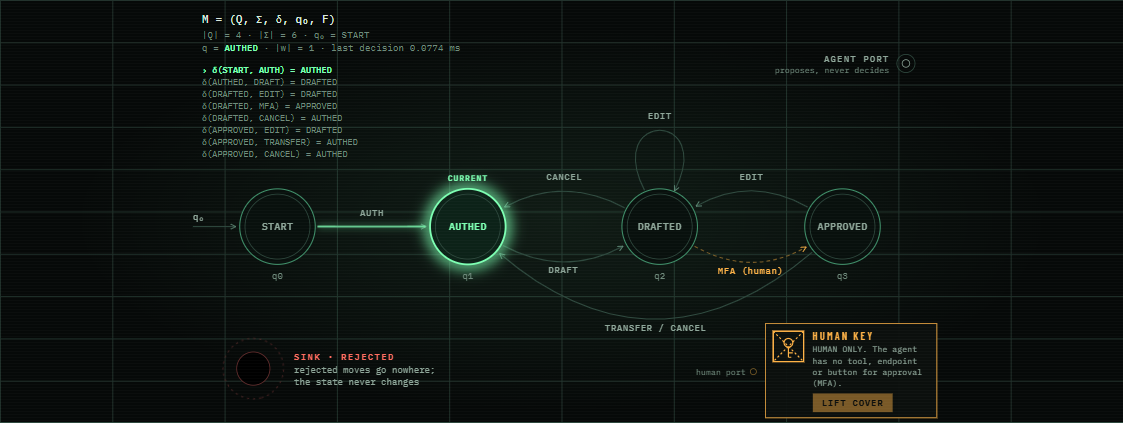 M = (Q, Σ, δ, q₀, F)
|Q| = 4 · |Σ| = 6 · q₀ = START
q = AUTHED · |w| = 1 · last decision 0.0774 ms
› δ(START, AUTH) = AUTHED
δ(AUTHED, DRAFT) = DRAFTED
δ(DRAFTED, EDIT) = DRAFTED
δ(DRAFTED, MFA) = APPROVED
δ(DRAFTED, CANCEL) = AUTHED
δ(APPROVED, EDIT) = DRAFTED
δ(APPROVED, TRANSFER) = AUTHED
δ(APPROVED, CANCEL) = AUTHED
AGENT PORT
proposes, never decides
EDIT
CURRENT
CANCEL
EDIT
q₀
START
AUTH
AUTHED
DRAFTED
APPROVED
q0
q1
DRAFT
q2
MFA (human)
q3
TRANSFER / CANCEL
SINK · REJECTED
rejected moves go nowhere;
the state never changes
human port
HUMAN KEY
HUMAN ONLY. The agent
has no tool, endpoint
or button for approval
(MFA).
LIFT COVER